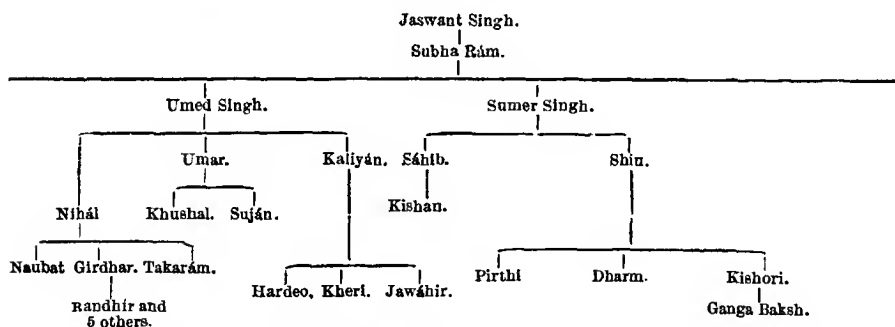 Jaswant Singh.
Subha Rám.
Umed Singh. Sumer Singh.
Umar. Kaliyán. Sáhib. Shiu.
Nihál Khushal. Suján. Kishan.
Naubat Girdhar. Takarám. Hardeo, Kheri. Jawáhir. Pirthi Dharm. Kishori.
Randhír and Ganga Baksh.
5 others.